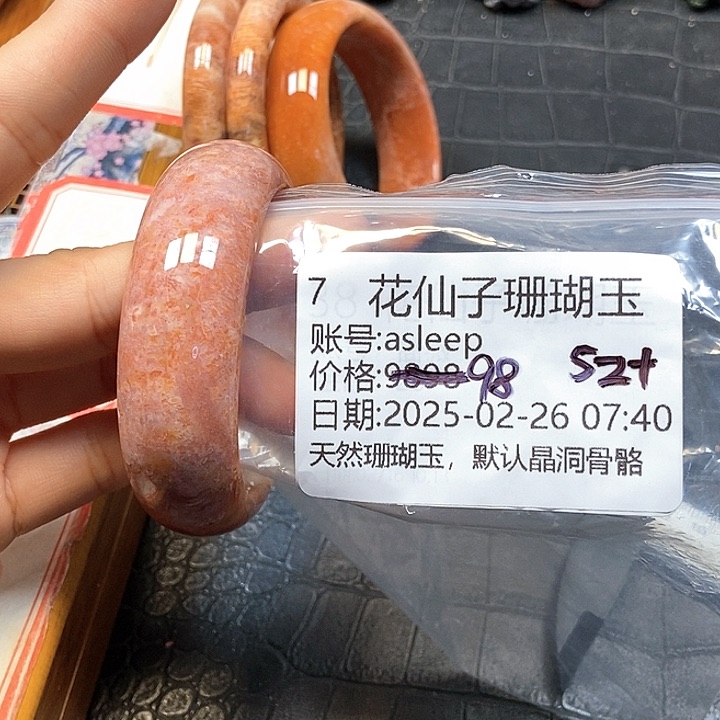 7 花仙子珊瑚玉
账号:asleep
价格:9898 98 52+
日期:2025-02-26 07:40
天然珊瑚玉，默认晶洞骨骼